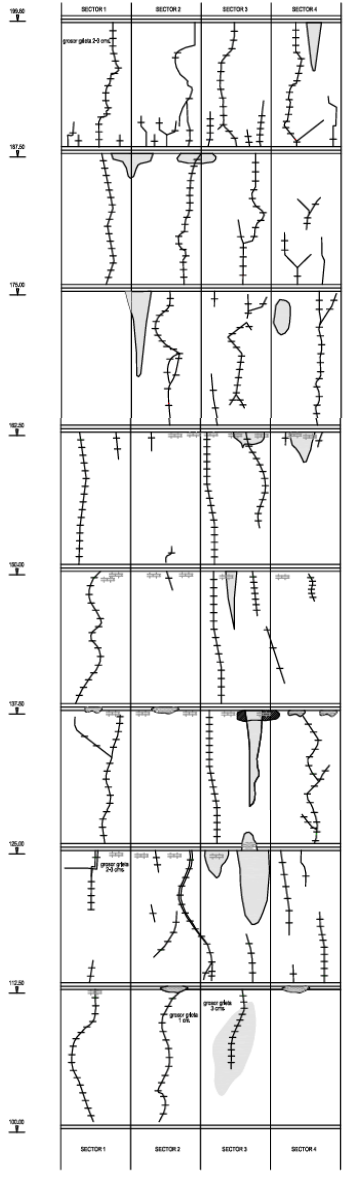 199.80
SECTOR 1
SECTOR 2
SECTOR 3
SECTOR 4
grosor grieta 2-3 cms.
187.50
175.00
162.50
150.00
137.50
125.00
grosor grieta
2-3 cms.
112.50
grosor grieta
1 cm.
grosor grieta
3 cms.
100.00
SECTOR 1
SECTOR 2
SECTOR 3
SECTOR 4